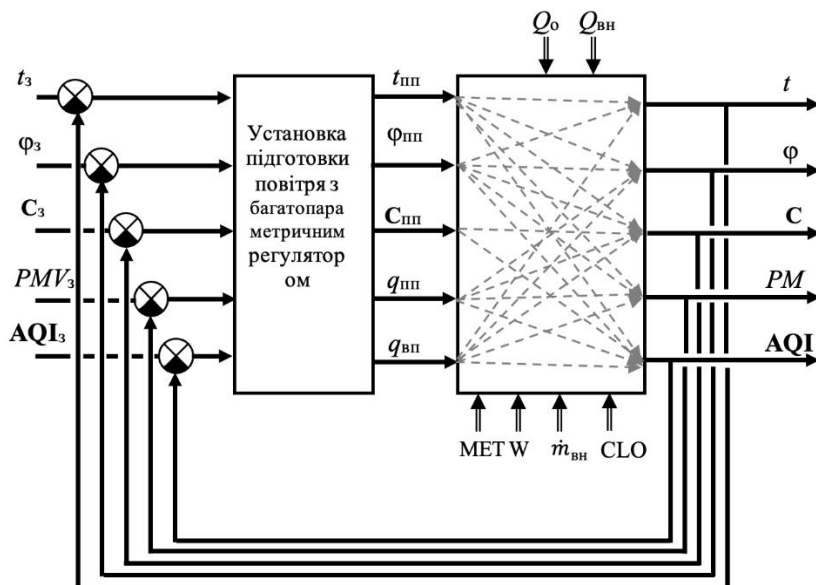 Qо Qвн
tз tпп t
φз φпп φ
Cз Cпп C
PMVз qпп PM
AQIз qвп AQI
Установка
підготовки
повітря з
багатопара
метричним
регулятор
ом
MET W ṁвн CLO